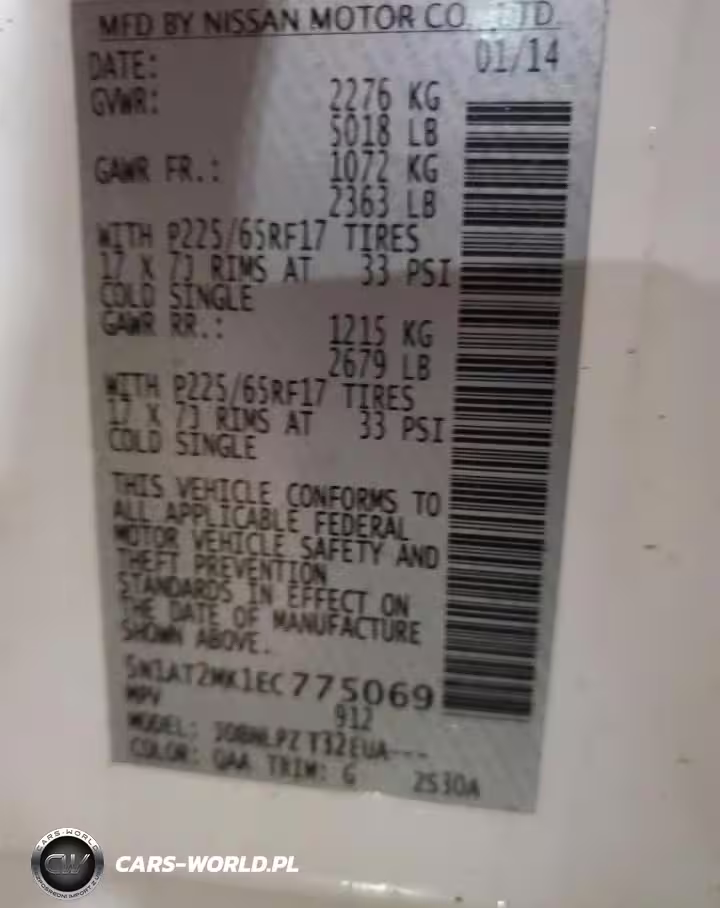 MFD BY NISSAN MOTOR CO., LTD.
DATE: 01/14
GVWR: 2276 KG
5018 LB
GAWR FR.: 1072 KG
2363 LB
WITH P225/65RF17 TIRES
17 X 7J RIMS AT 33 PSI
COLD SINGLE
GAWR RR.: 1215 KG
2679 LB
WITH P225/65RF17 TIRES
17 X 7J RIMS AT 33 PSI
COLD SINGLE
THIS VEHICLE CONFORMS TO
ALL APPLICABLE FEDERAL
MOTOR VEHICLE SAFETY AND
THEFT PREVENTION
STANDARDS IN EFFECT ON
THE DATE OF MANUFACTURE
SHOWN ABOVE.
5N1AT2MK1EC775069
MPV 912
MODEL:
COLOR: QAA TRIM: G 2S30A
CARS-WORLD
CW
CARS-WORLD.PL